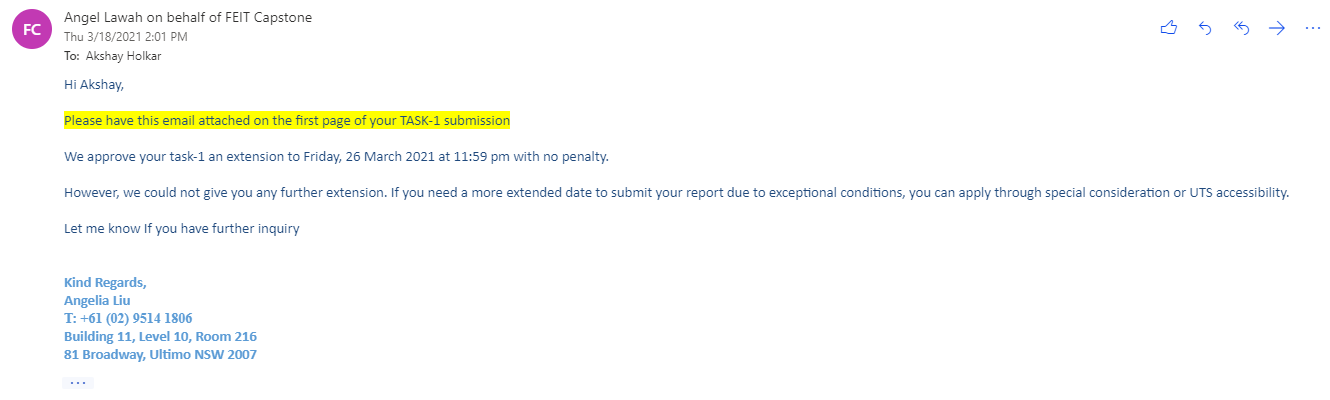 FC
Angel Lawah on behalf of FEIT Capstone
Thu 3/18/2021 2:01 PM
To: Akshay Holkar
Hi Akshay,
Please have this email attached on the first page of your TASK-1 submission
We approve your task-1 an extension to Friday, 26 March 2021 at 11:59 pm with no penalty.
However, we could not give you any further extension. If you need a more extended date to submit your report due to exceptional conditions, you can apply through special consideration or UTS accessibility.
Let me know If you have further inquiry
Kind Regards,
Angelia Liu
T: +61 (02) 9514 1806
Building 11, Level 10, Room 216
81 Broadway, Ultimo NSW 2007